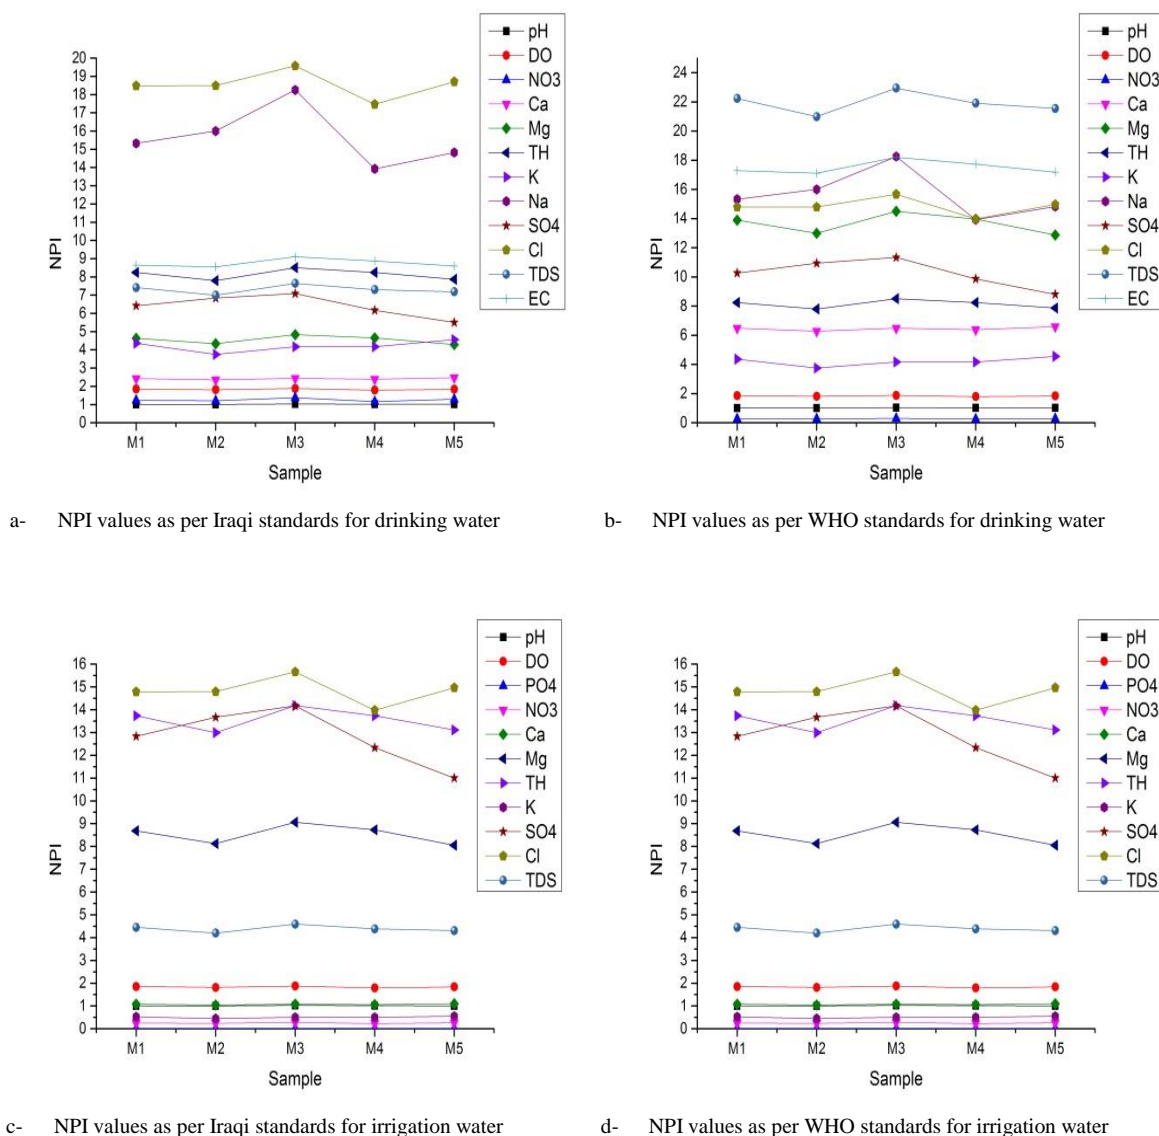 20
19
18
17
16
15
14
13
12
11
10
9
8
7
6
5
4
3
2
1
0
NPI
M1 M2 M3 M4 M5
Sample
pH
DO
NO3
Ca
Mg
TH
K
Na
SO4
Cl
TDS
EC
a- NPI values as per Iraqi standards for drinking water
24
22
20
18
16
14
12
10
8
6
4
2
0
NPI
M1 M2 M3 M4 M5
Sample
pH
DO
NO3
Ca
Mg
TH
K
Na
SO4
Cl
TDS
EC
b- NPI values as per WHO standards for drinking water
16
15
14
13
12
11
10
9
8
7
6
5
4
3
2
1
0
NPI
M1 M2 M3 M4 M5
Sample
pH
DO
PO4
NO3
Ca
Mg
TH
K
SO4
Cl
TDS
c- NPI values as per Iraqi standards for irrigation water
16
15
14
13
12
11
10
9
8
7
6
5
4
3
2
1
0
NPI
M1 M2 M3 M4 M5
Sample
pH
DO
PO4
NO3
Ca
Mg
TH
K
SO4
Cl
TDS
d- NPI values as per WHO standards for irrigation water